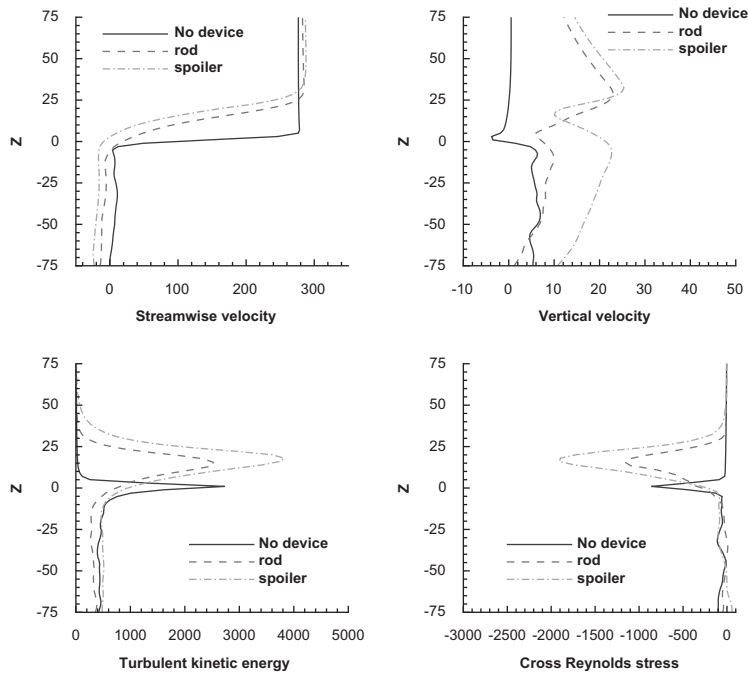 75
50
25
0
-25
-50
-75
Z
No device
rod
spoiler
0 100 200 300
Streamwise velocity
75
50
25
0
-25
-50
-75
Z
No device
rod
spoiler
-10 0 10 20 30 40 50
Vertical velocity
75
50
25
0
-25
-50
-75
Z
No device
rod
spoiler
0 1000 2000 3000 4000 5000
Turbulent kinetic energy
75
50
25
0
-25
-50
-75
Z
No device
rod
spoiler
-3000 -2500 -2000 -1500 -1000 -500 0
Cross Reynolds stress